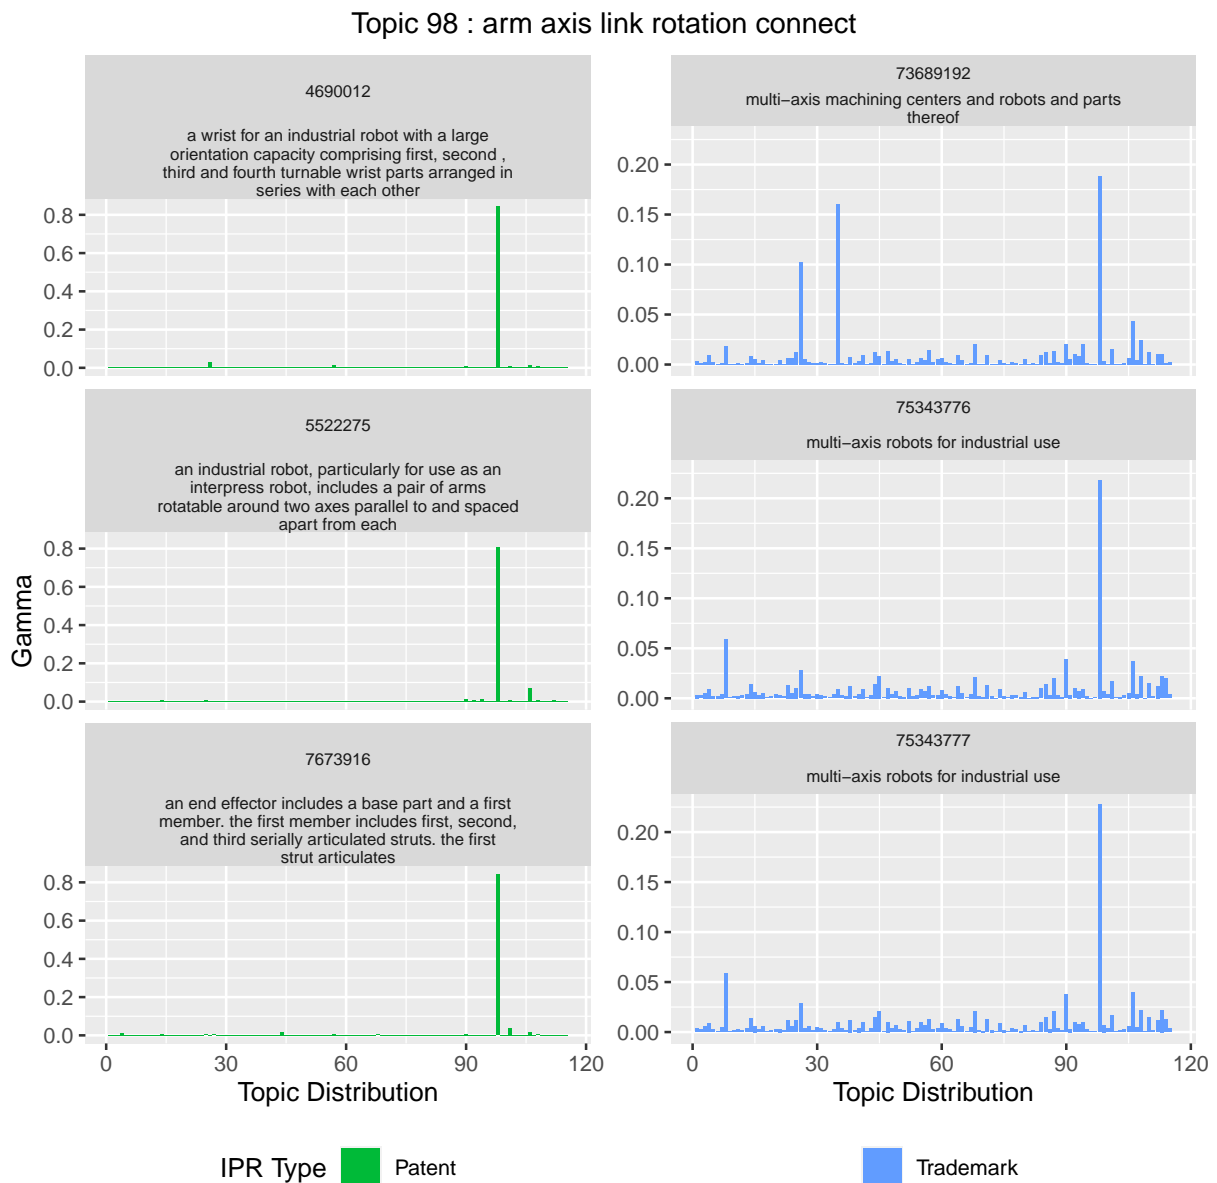 Topic 98 : arm axis link rotation connect
4690012
a wrist for an industrial robot with a large
orientation capacity comprising first, second ,
third and fourth turnable wrist parts arranged in
series with each other
0.8
0.6
0.4
0.2
0.0
73689192
multi−axis machining centers and robots and parts
thereof
0.20
0.15
0.10
0.05
0.00
5522275
an industrial robot, particularly for use as an
interpress robot, includes a pair of arms
rotatable around two axes parallel to and spaced
apart from each
0.8
0.6
0.4
0.2
0.0
75343776
multi−axis robots for industrial use
0.20
0.15
0.10
0.05
0.00
Gamma
7673916
an end effector includes a base part and a first
member. the first member includes first, second,
and third serially articulated struts. the first
strut articulates
0.8
0.6
0.4
0.2
0.0
0 30 60 90 120
Topic Distribution
75343777
multi−axis robots for industrial use
0.20
0.15
0.10
0.05
0.00
0 30 60 90 120
Topic Distribution
IPR Type Patent Trademark